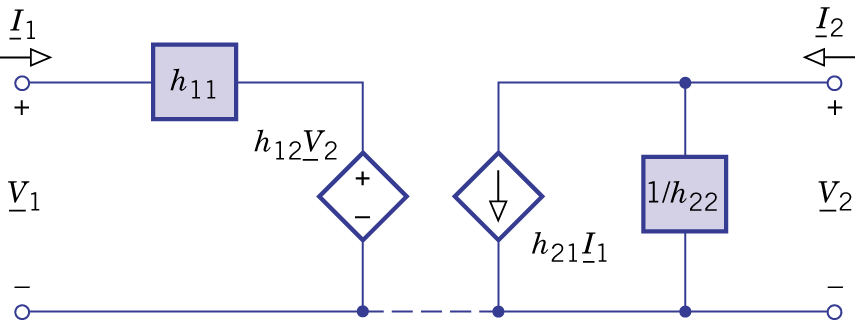 I1
I2
h11
+
+
h12V2
+
V1
1/h22
V2
−
h21I1
−
−